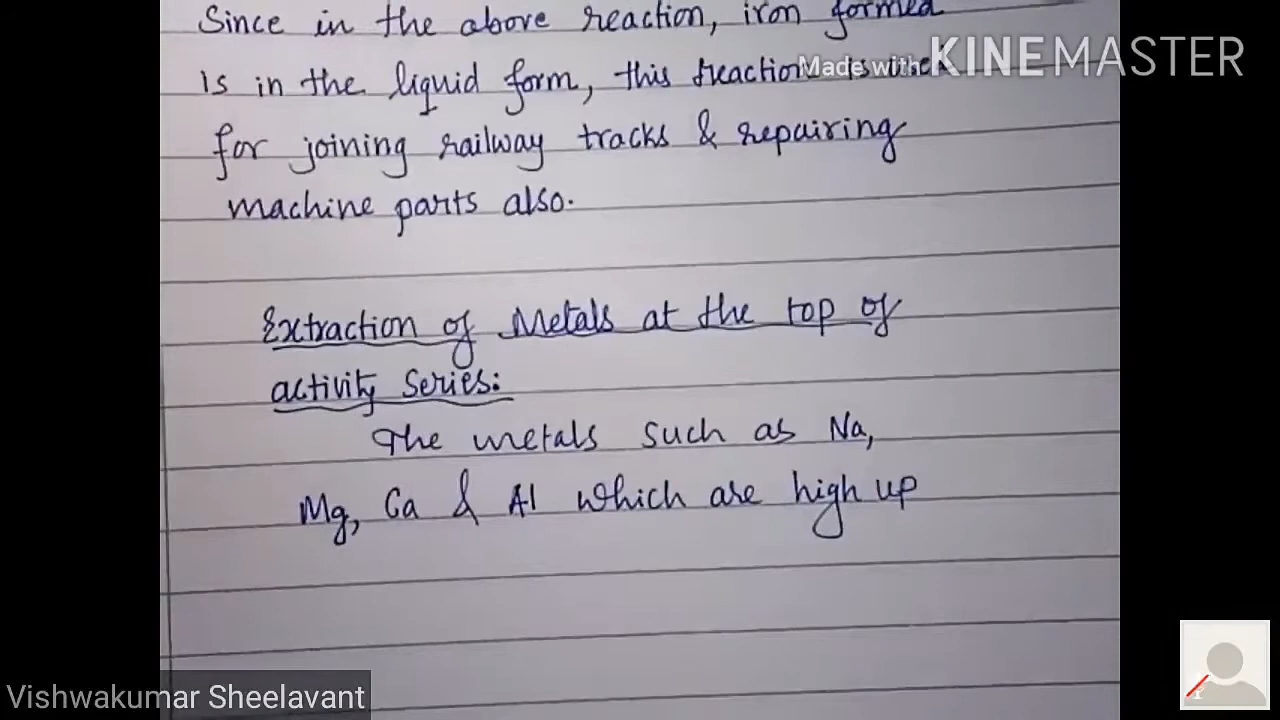 Since in the above reaction, iron formed
Made with KINEMASTER
is in the liquid form, this reaction is
for joining railway tracks & repairing
machine parts also.
Extraction of Metals at the top of
activity series:
The metals such as Na,
Mg, Ca & Al which are high up
Vishwakumar Sheelavant